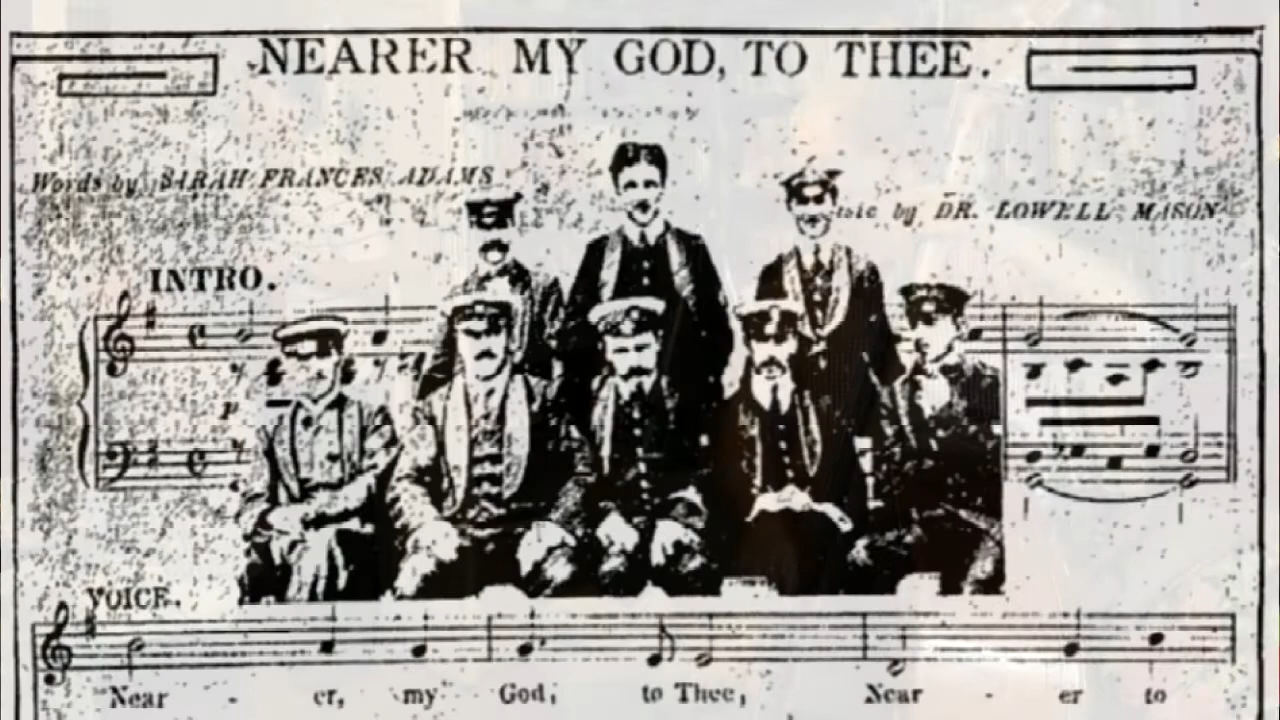 NEARER MY GOD, TO THEE.
Words by SARAH FRANCES ADAMS
by DR. LOWELL MASON
INTRO.
p
VOICE.
Near - er, my God, to Thee, Near - er to